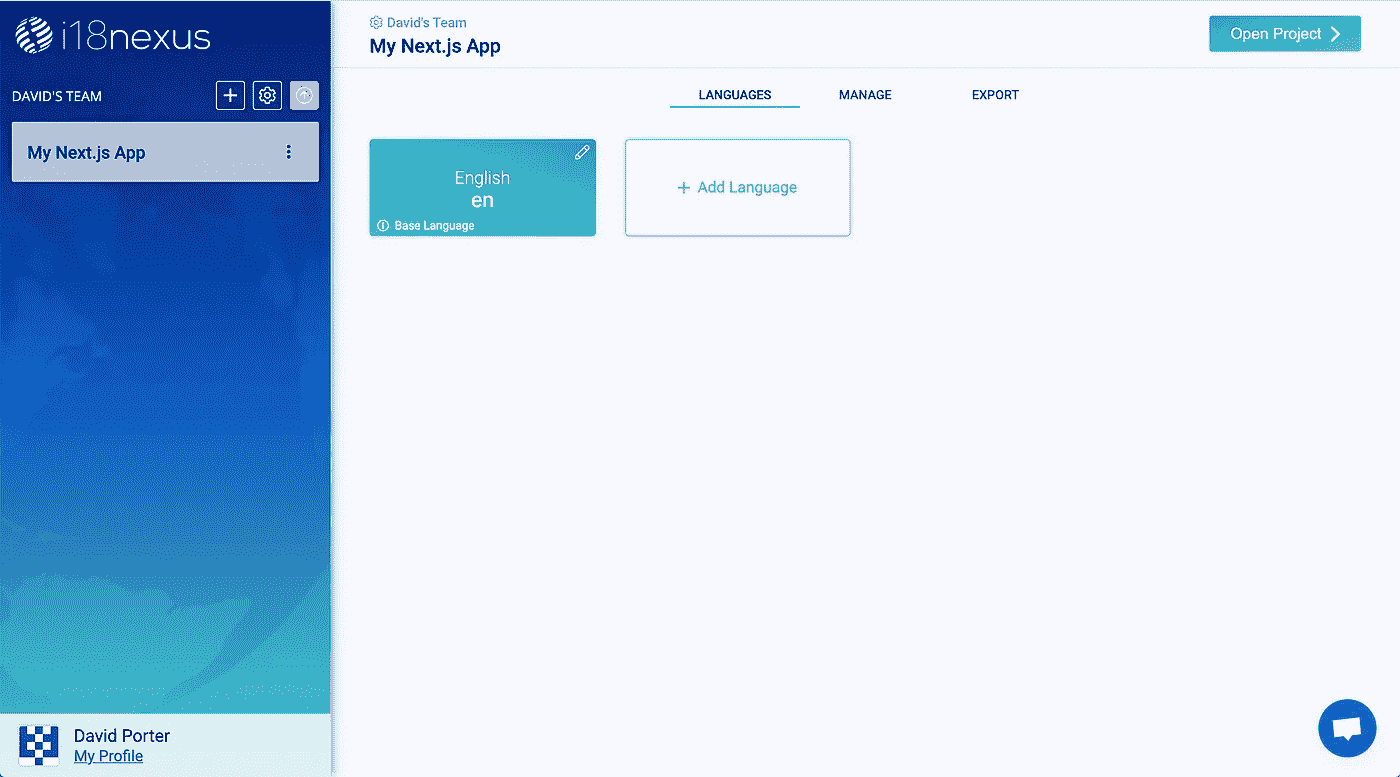 i18nexus
DAVID'S TEAM
My Next.js App
David Porter
My Profile
David's Team
My Next.js App
Open Project
LANGUAGES
MANAGE
EXPORT
English
en
Base Language
+ Add Language